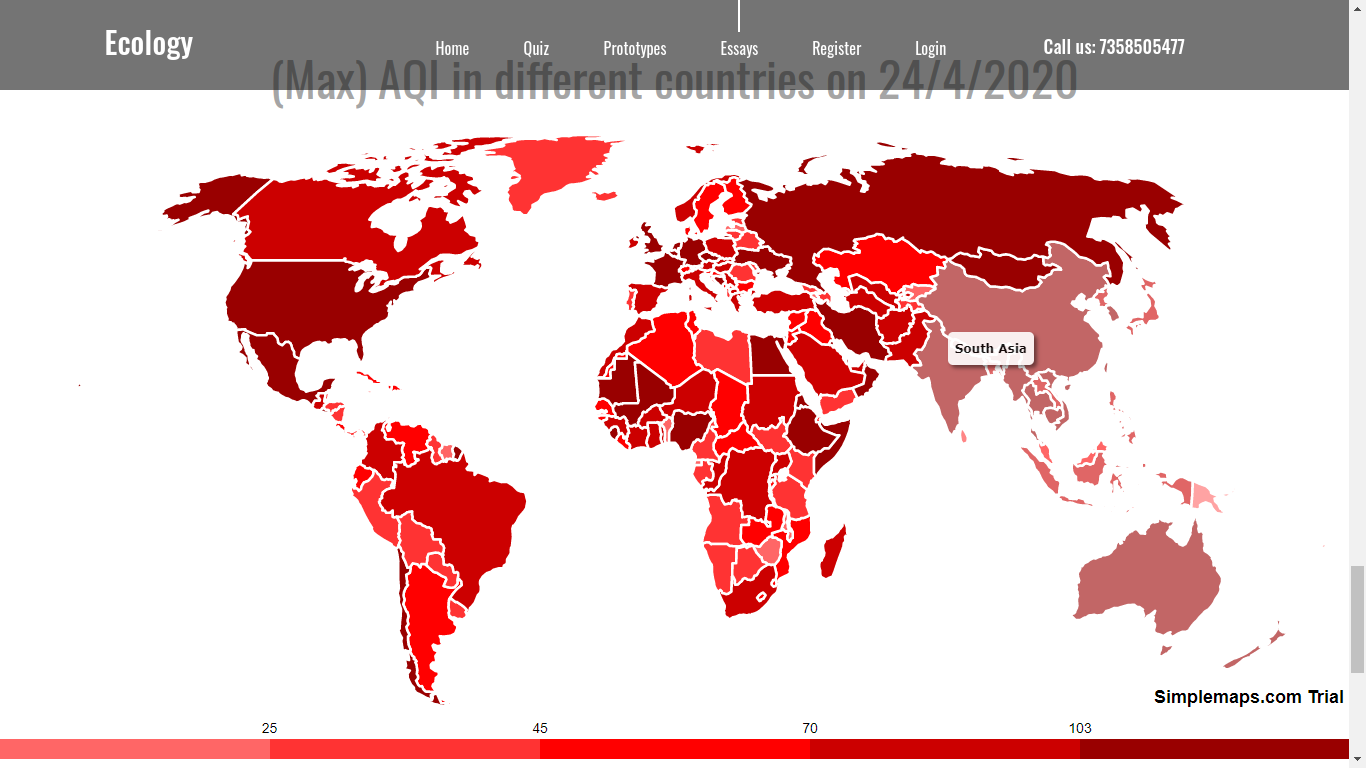 Ecology
Home Quiz Prototypes Essays Register Login Call us: 7358505477
(Max) AQI in different countries on 24/4/2020
South Asia
Simplemaps.com Trial
25 45 70 103